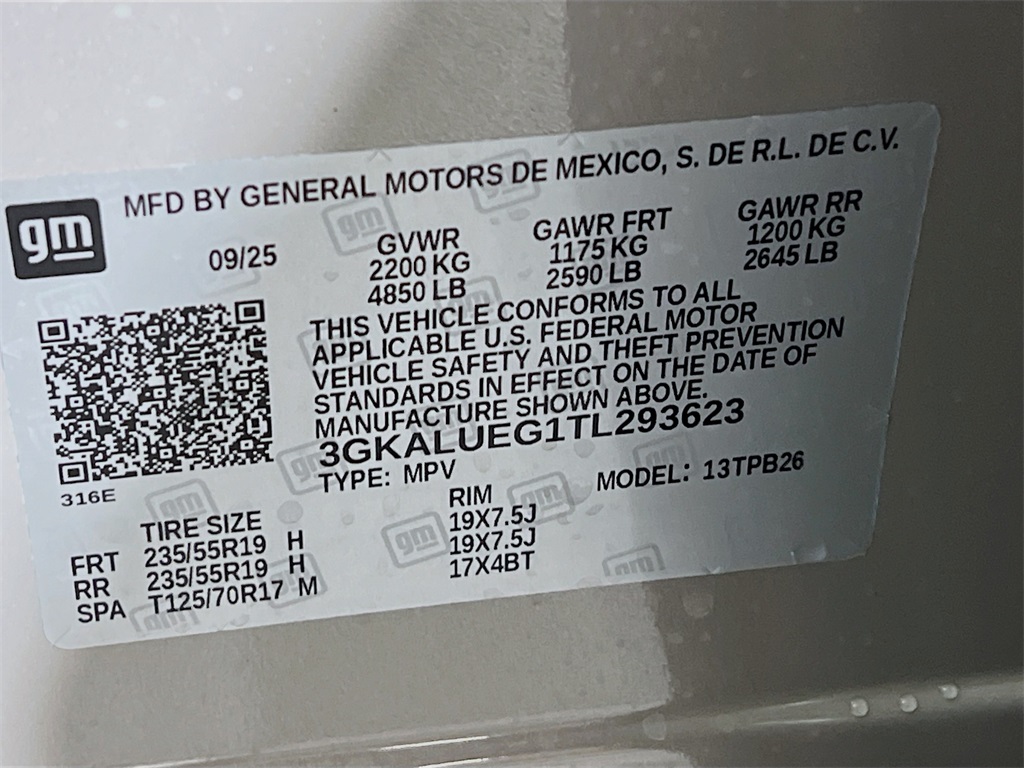 gm
MFD BY GENERAL MOTORS DE MEXICO, S. DE R.L. DE C.V.
09/25 GVWR GAWR FRT GAWR RR
2200 KG 1175 KG 1200 KG
4850 LB 2590 LB 2645 LB
THIS VEHICLE CONFORMS TO ALL
APPLICABLE U.S. FEDERAL MOTOR
VEHICLE SAFETY AND THEFT PREVENTION
STANDARDS IN EFFECT ON THE DATE OF
MANUFACTURE SHOWN ABOVE.
3GKALUEG1TL293623
316E
TYPE: MPV MODEL: 13TPB26
TIRE SIZE RIM
FRT 235/55R19 H 19X7.5J
RR 235/55R19 H 19X7.5J
SPA T125/70R17 M 17X4BT